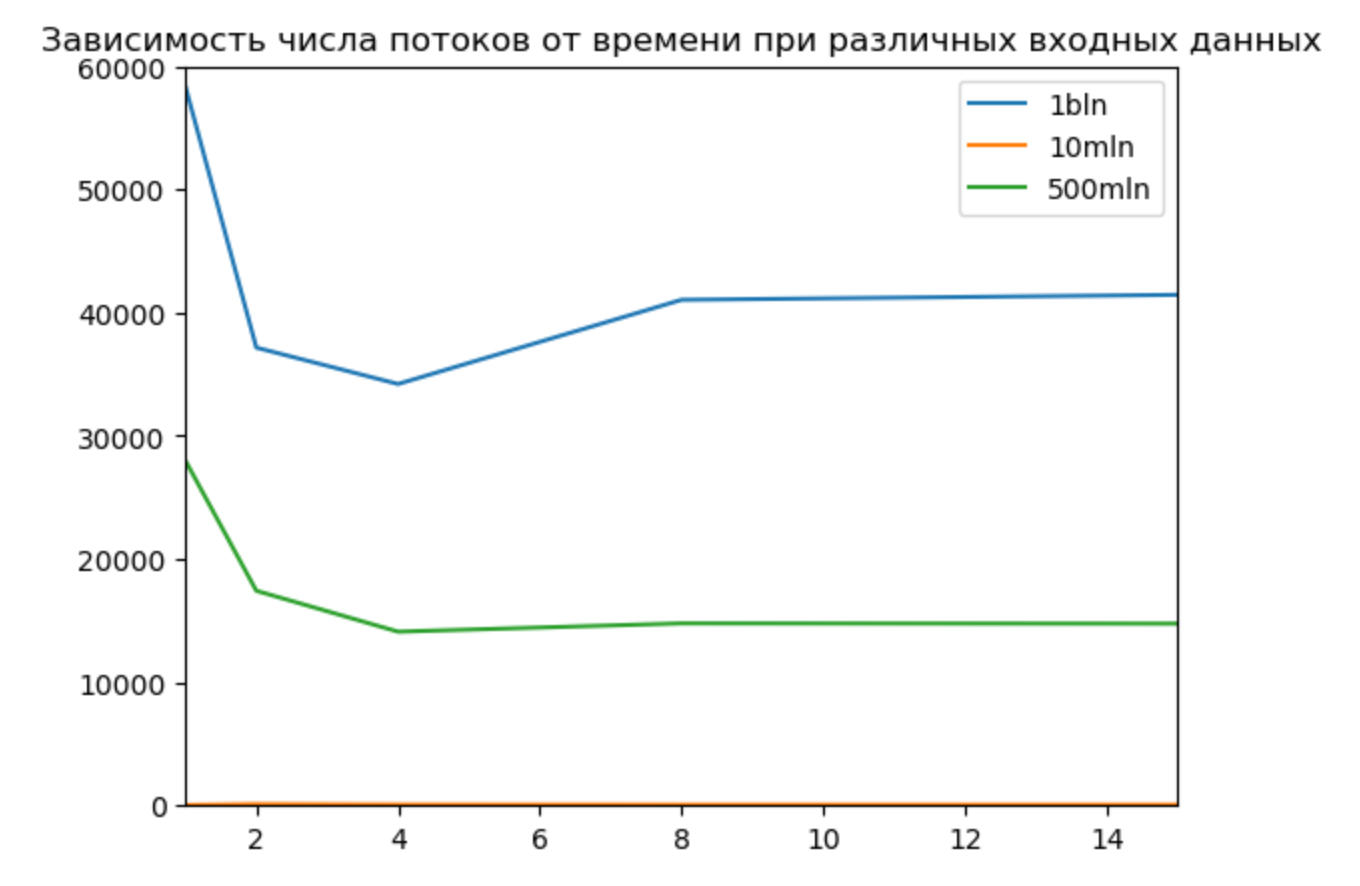 Зависимость числа потоков от времени при различных входных данных
60000
50000
40000
30000
20000
10000
0
2 4 6 8 10 12 14
1bln
10mln
500mln